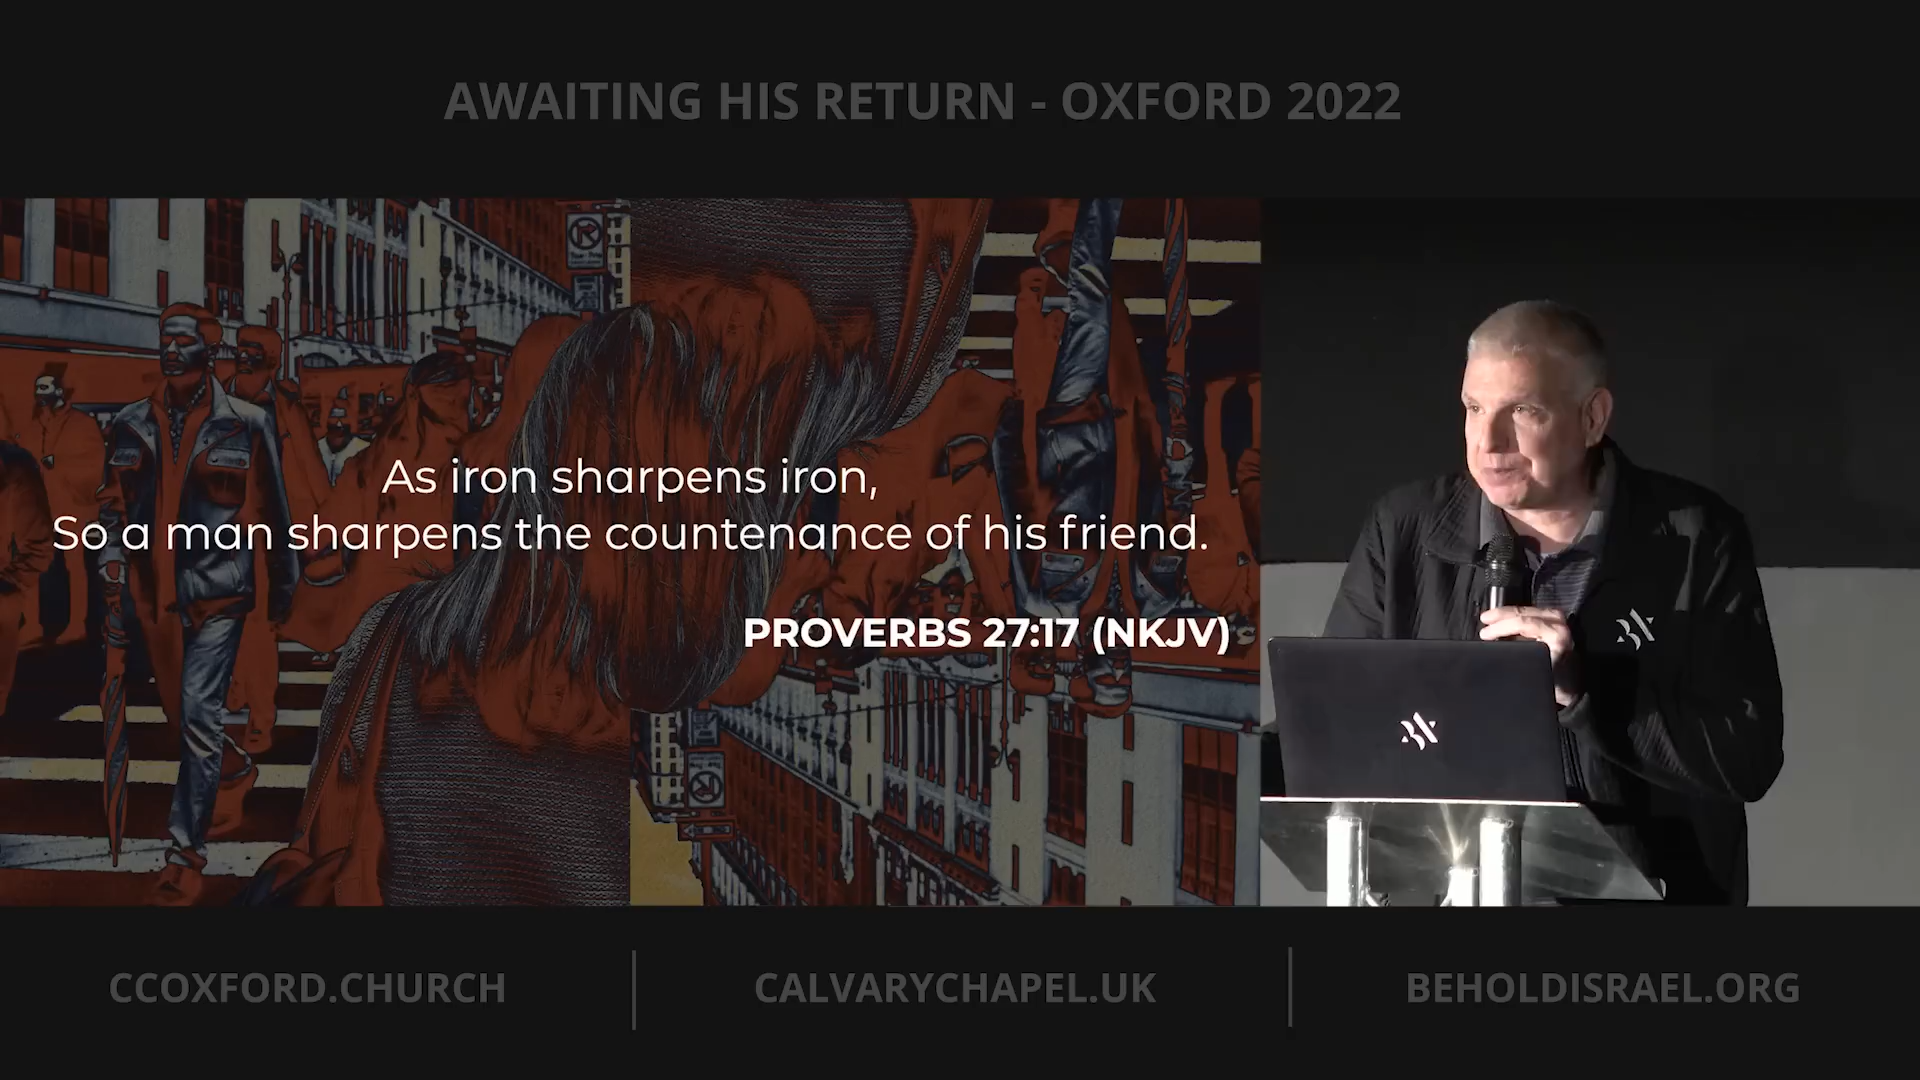 AWAITING HIS RETURN - OXFORD 2022
As iron sharpens iron,
So a man sharpens the countenance of his friend.
PROVERBS 27:17 (NKJV)
CCOXFORD.CHURCH
CALVARYCHAPEL.UK
BEHOLDISRAEL.ORG